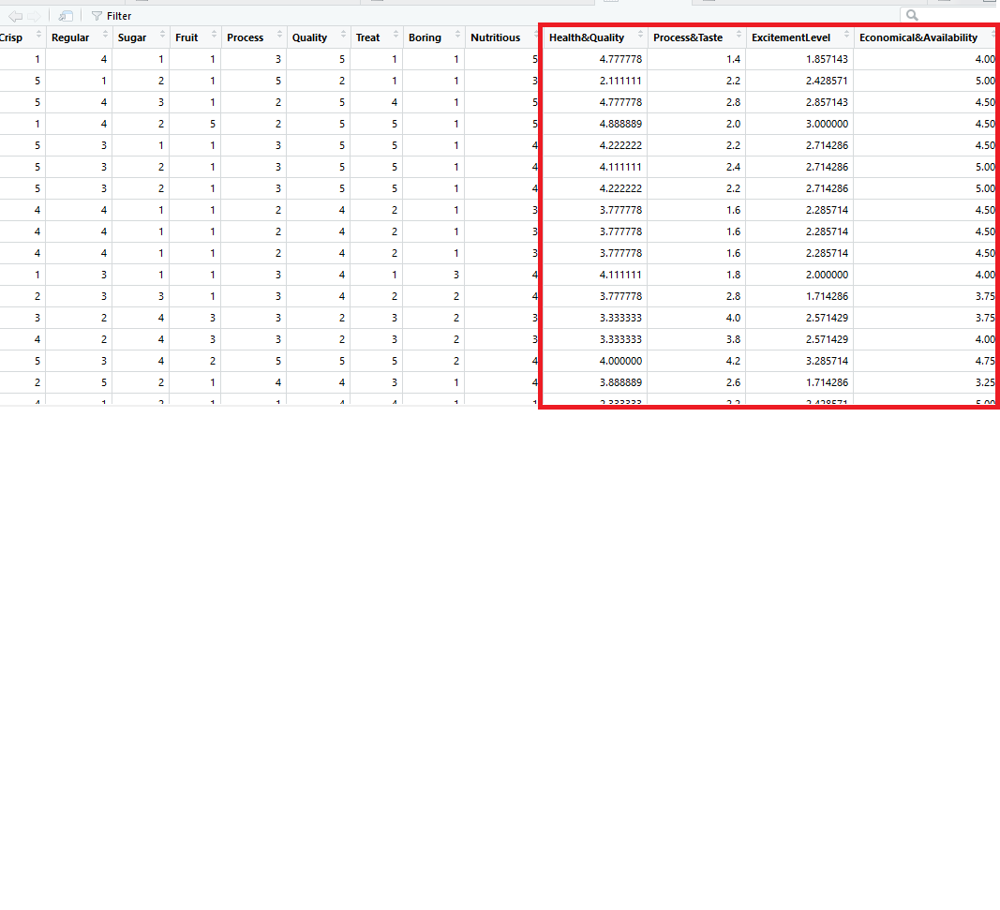 Filter
Crisp Regular Sugar Fruit Process Quality Treat Boring Nutritious Health&Quality Process&Taste ExcitementLevel Economical&Availability
1 4 1 1 3 5 1 1 5 4.777778 1.4 1.857143 4.00
5 1 2 1 5 2 1 1 3 2.111111 2.2 2.428571 5.00
5 4 3 1 2 5 4 1 5 4.777778 2.8 2.857143 4.50
1 4 2 5 2 5 5 1 5 4.888889 2.0 3.000000 4.50
5 3 1 1 3 5 5 1 4 4.222222 2.2 2.714286 4.50
5 3 2 1 3 5 5 1 4 4.111111 2.4 2.714286 5.00
5 3 2 1 3 5 5 1 4 4.222222 2.2 2.714286 5.00
4 4 1 1 2 4 2 1 3 3.777778 1.6 2.285714 4.50
4 4 1 1 2 4 2 1 3 3.777778 1.6 2.285714 4.50
4 4 1 1 2 4 2 1 3 3.777778 1.6 2.285714 4.50
1 3 1 1 3 4 1 3 4 4.111111 1.8 2.000000 4.00
2 3 3 1 3 4 2 2 4 3.777778 2.8 1.714286 3.75
3 2 4 3 3 2 3 2 3 3.333333 4.0 2.571429 3.75
4 2 4 3 3 2 3 2 3 3.333333 3.8 2.571429 4.00
5 3 4 2 5 5 5 2 4 4.000000 4.2 3.285714 4.75
2 5 2 1 4 4 3 1 4 3.888889 2.6 1.714286 3.25
4 1 2 1 1 4 4 1 1 2.333333 2.2 2.428571 5.00